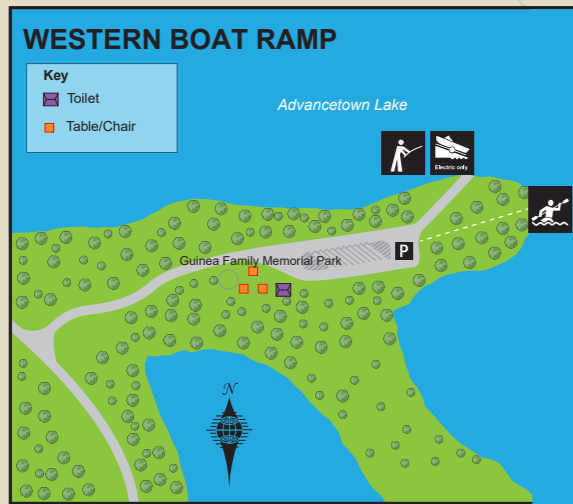 WESTERN BOAT RAMP
Key
Toilet
Table/Chair
Advancetown Lake
Electric only
P
Guinea Family Memorial Park
N